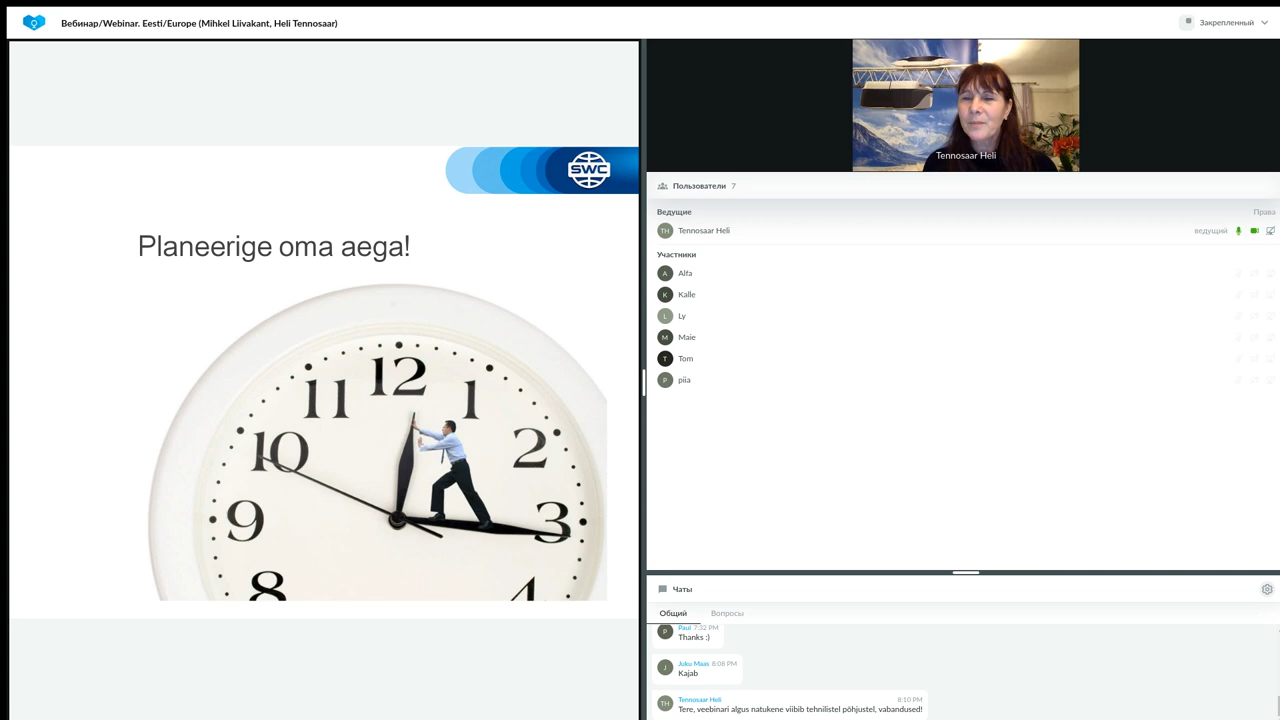 Вебинар/Webinar. Eesti/Europe (Mihkel Liivakant, Heli Tennosaar)
Закрепленный
SWC
Planeerige oma aega!
12
11
1
10
2
9
3
8
4
Tennosaar Heli
Пользователи 7
Ведущие
Права
TH Tennosaar Heli
ведущий
Участники
A Alfa
K Kalle
L Ly
M Maie
T Tom
P piia
Чаты
Общий
Вопросы
Paul 7:32 PM
P
Thanks :)
Juku Maas 8:08 PM
J
Kajab
Tennosaar Heli 8:10 PM
TH
Tere, veebinari algus natukene viibib tehnilistel põhjustel, vabandused!